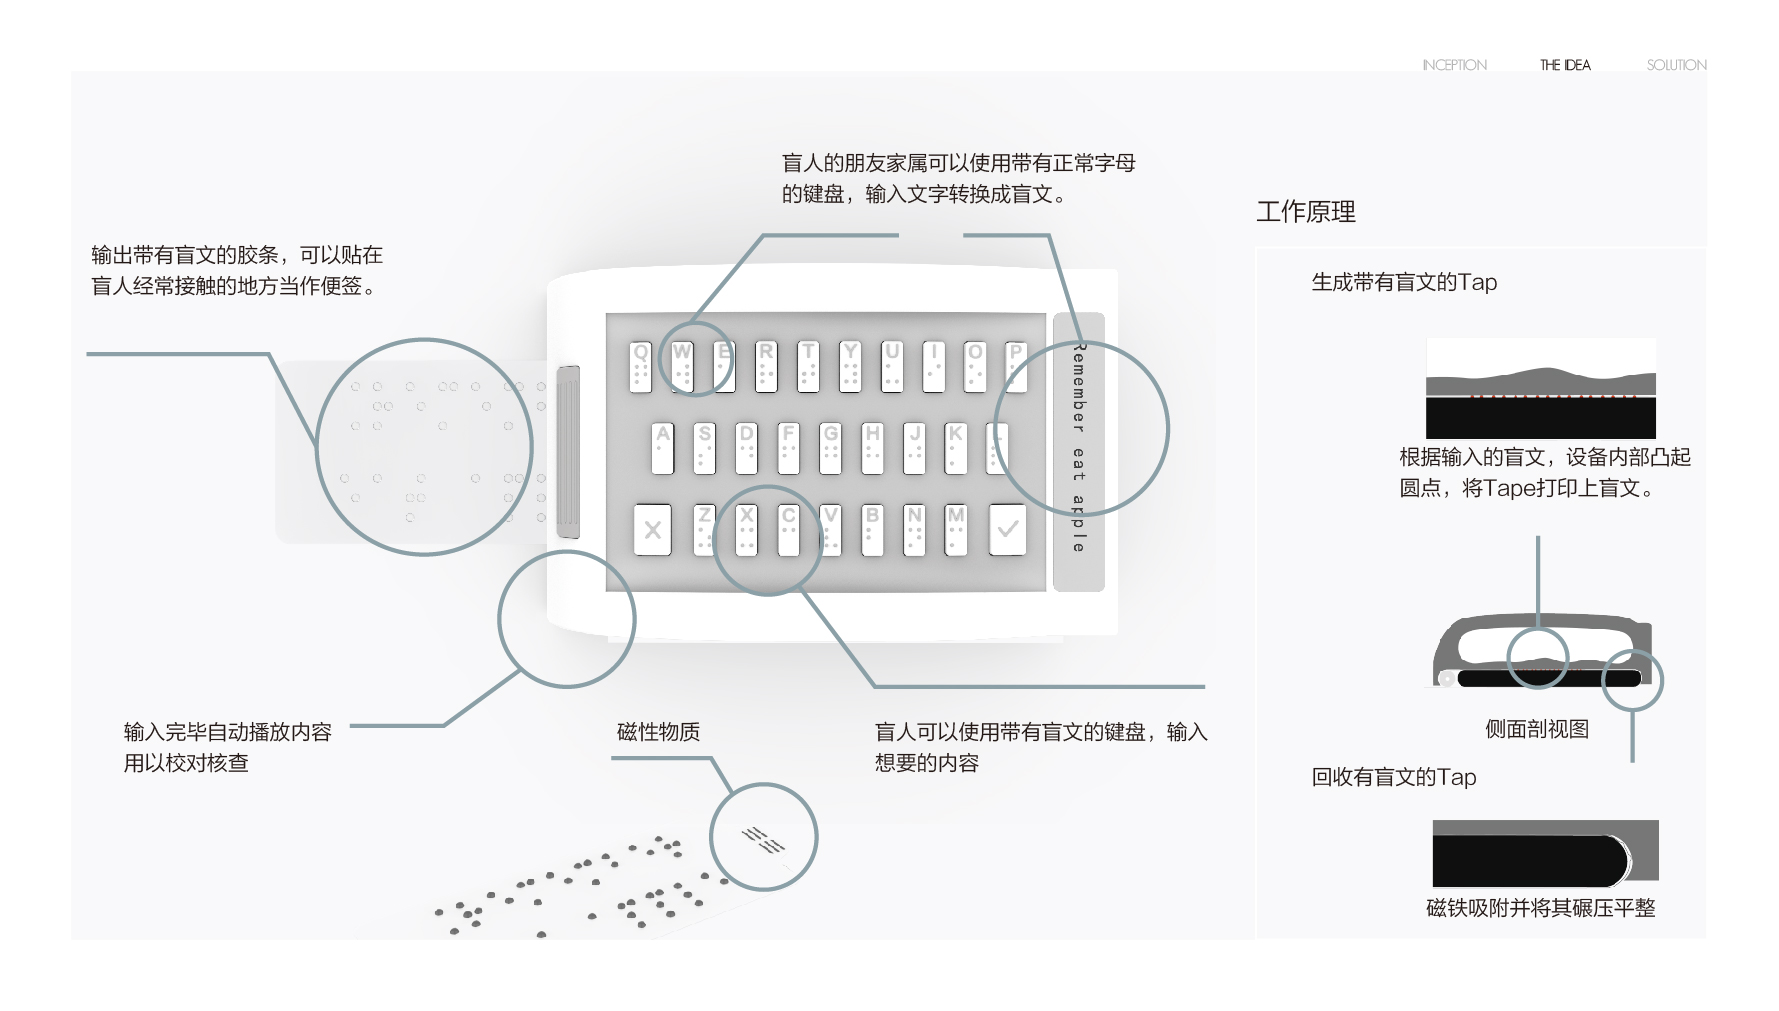 INCEPTION
THE IDEA
SOLUTION
盲人的朋友家属可以使用带有正常字母
的键盘，输入文字转换成盲文。
输出带有盲文的胶条，可以贴在
盲人经常接触的地方当作便签。
Q W E R T Y U I O P
A S D F G H J K L
Z X C V B N M
Remember eat apple
输入完毕自动播放内容
用以校对核查
磁性物质
盲人可以使用带有盲文的键盘，输入
想要的内容
工作原理
生成带有盲文的Tap
根据输入的盲文，设备内部凸起
圆点，将Tape打印上盲文。
侧面剖视图
回收有盲文的Tap
磁铁吸附并将其碾压平整